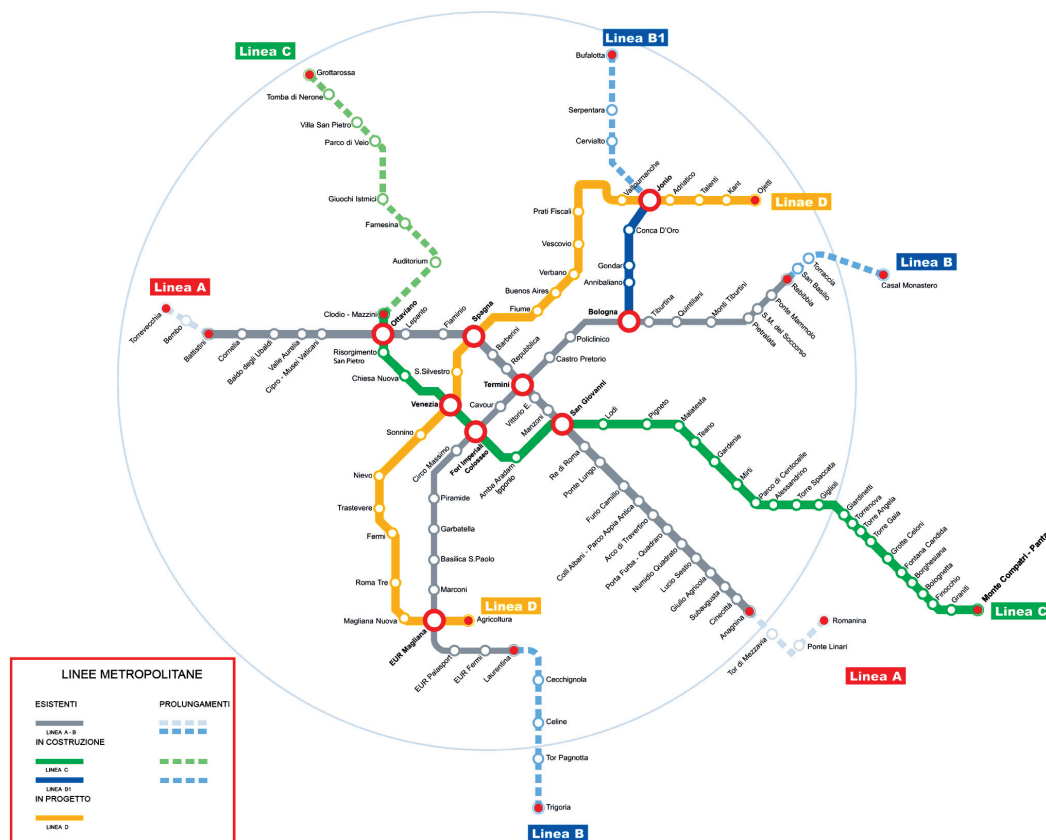 Linea C
Grottarossa
Tomba di Nerone
Villa San Pietro
Parco di Veio
Giuochi Istmici
Farnesina
Auditorium
Clodio - Mazzini
Ottaviano
Risorgimento
San Pietro
Chiesa Nuova
Linea B1
Bufalotta
Serpentara
Cervialto
Jonio
Conca D'Oro
Gondar
Annibaliano
Bologna
Valtournanche
Adriatico
Talenti
Kant
Ojetti
Linae D
Prati Fiscali
Vescovio
Verbano
Buenos Aires
Fiume
Spagna
S.Silvestro
Venezia
Sonnino
Nievo
Trastevere
Fermi
Roma Tre
Magliana Nuova
EUR Magliana
Agricoltura
Linea D
Linea B
Casal Monastero
Torraccia
San Basilio
Rebibbia
Ponte Mammolo
S.M. del Soccorso
Pietralata
Monti Tiburtini
Quintiliani
Tiburtina
Policlinico
Castro Pretorio
Termini
Cavour
Fori Imperiali
Colosseo
Circo Massimo
Piramide
Garbatella
Basilica S.Paolo
Marconi
EUR Palasport
EUR Fermi
Laurentina
Cecchignola
Celine
Tor Pagnotta
Trigoria
Linea B
Linea A
Torrevecchia
Bembo
Battistini
Cornelia
Baldo degli Ubaldi
Valle Aurelia
Cipro - Musei Vaticani
Lepanto
Flaminio
Barberini
Repubblica
Vittorio E.
Manzoni
San Giovanni
Re di Roma
Ponte Lungo
Furio Camillo
Colli Albani - Parco Appia Antica
Arco di Travertino
Porta Furba - Quadraro
Numidio Quadrato
Lucio Sestio
Giulio Agricola
Subaugusta
Cinecittà
Anagnina
Tor di Mezzavia
Ponte Linari
Romanina
Linea A
Amba Aradam
Ipponio
Lodi
Pigneto
Malatesta
Teano
Gardenie
Mirti
Parco di Centocelle
Alessandrino
Torre Spaccata
Giglioli
Giardinetti
Torrenova
Torre Angela
Torre Gaia
Grotte Celoni
Fontana Candida
Borghesiana
Bolognetta
Finocchio
Graniti
Monte Compatri - Panta
Linea C
LINEE METROPOLITANE
ESISTENTI
PROLUNGAMENTI
LINEA A - B
IN COSTRUZIONE
LINEA C
LINEA B1
IN PROGETTO
LINEA D